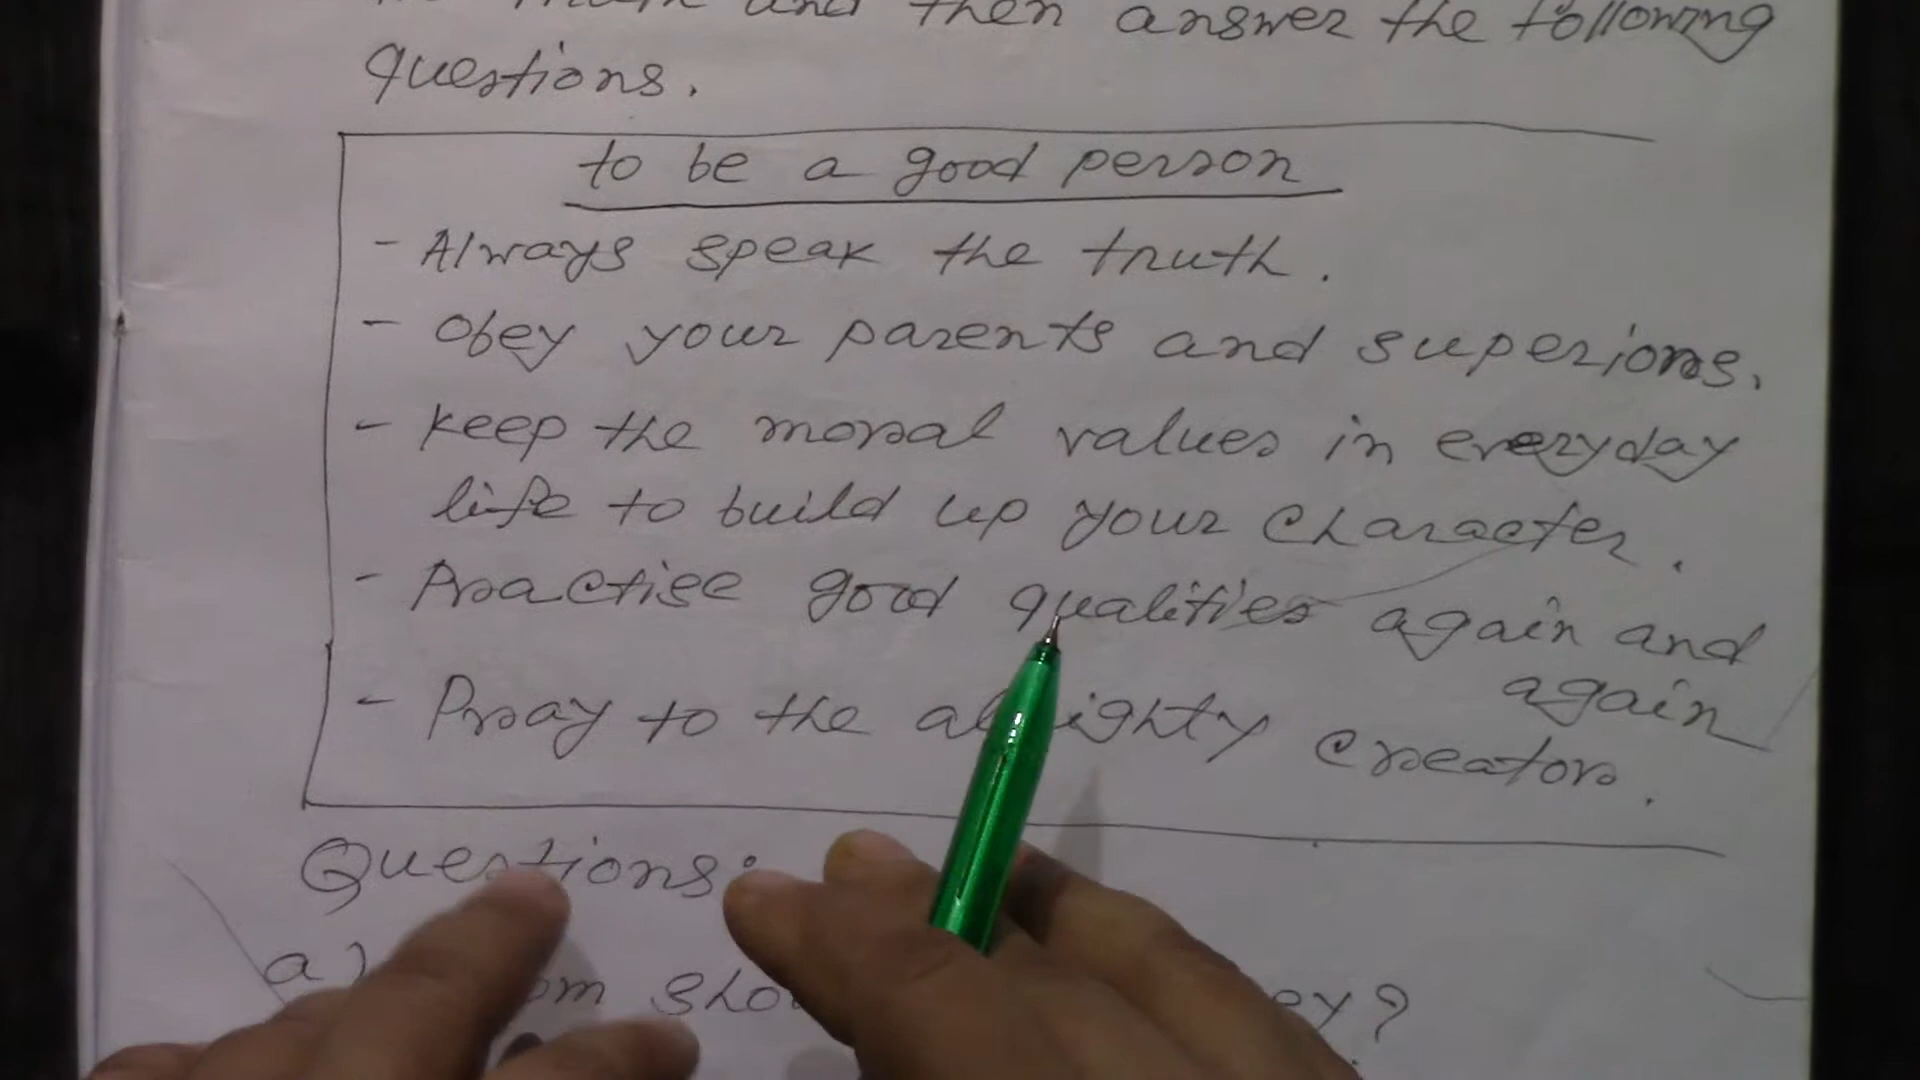 and then answer the following
questions.
to be a good person
- Always speak the truth.
- Obey your parents and superiors.
- Keep the moral values in everyday
life to build up your character.
- Practise good qualities again and
again
- Pray to the almighty creator.
Questions:
a)